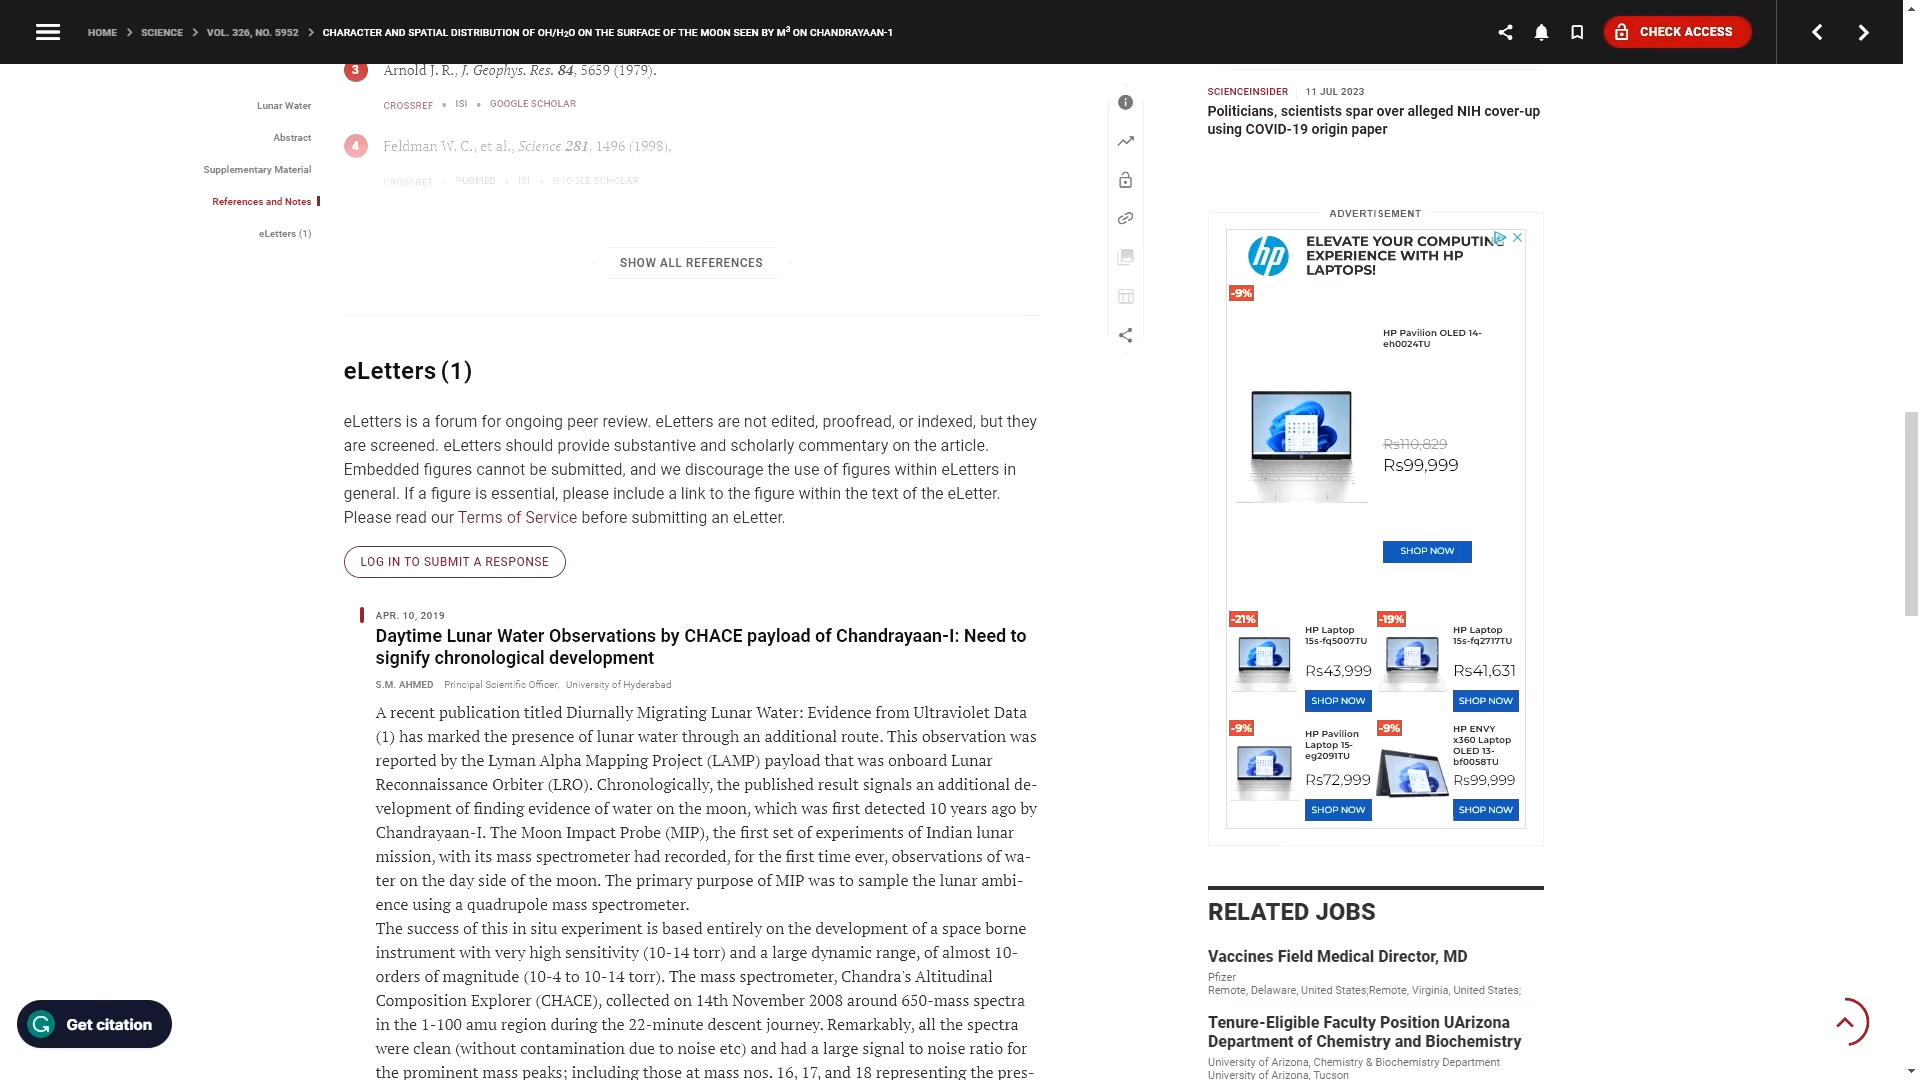 HOME > SCIENCE > VOL. 326, NO. 5952 > CHARACTER AND SPATIAL DISTRIBUTION OF OH/H2O ON THE SURFACE OF THE MOON SEEN BY M3 ON CHANDRAYAAN-1
CHECK ACCESS
Lunar Water
Abstract
Supplementary Material
References and Notes
eLetters (1)
3 Arnold J. R., J. Geophys. Res. 84, 5659 (1979).
CROSSREF • ISI • GOOGLE SCHOLAR
4 Feldman W. C., et al., Science 281, 1496 (1998).
CROSSREF • PUBMED • ISI • GOOGLE SCHOLAR
SHOW ALL REFERENCES
eLetters (1)
eLetters is a forum for ongoing peer review. eLetters are not edited, proofread, or indexed, but they
are screened. eLetters should provide substantive and scholarly commentary on the article.
Embedded figures cannot be submitted, and we discourage the use of figures within eLetters in
general. If a figure is essential, please include a link to the figure within the text of the eLetter.
Please read our Terms of Service before submitting an eLetter.
LOG IN TO SUBMIT A RESPONSE
APR. 10, 2019
Daytime Lunar Water Observations by CHACE payload of Chandrayaan-I: Need to
signify chronological development
S.M. AHMED Principal Scientific Officer, University of Hyderabad
A recent publication titled Diurnally Migrating Lunar Water: Evidence from Ultraviolet Data
(1) has marked the presence of lunar water through an additional route. This observation was
reported by the Lyman Alpha Mapping Project (LAMP) payload that was onboard Lunar
Reconnaissance Orbiter (LRO). Chronologically, the published result signals an additional de-
velopment of finding evidence of water on the moon, which was first detected 10 years ago by
Chandrayaan-I. The Moon Impact Probe (MIP), the first set of experiments of Indian lunar
mission, with its mass spectrometer had recorded, for the first time ever, observations of wa-
ter on the day side of the moon. The primary purpose of MIP was to sample the lunar ambi-
ence using a quadrupole mass spectrometer.
The success of this in situ experiment is based entirely on the development of a space borne
instrument with very high sensitivity (10-14 torr) and a large dynamic range, of almost 10-
orders of magnitude (10-4 to 10-14 torr). The mass spectrometer, Chandra's Altitudinal
Composition Explorer (CHACE), collected on 14th November 2008 around 650-mass spectra
in the 1-100 amu region during the 22-minute descent journey. Remarkably, all the spectra
were clean (without contamination due to noise etc) and had a large signal to noise ratio for
the prominent mass peaks; including those at mass nos. 16, 17, and 18 representing the pres-
Get citation
SCIENCEINSIDER 11 JUL 2023
Politicians, scientists spar over alleged NIH cover-up
using COVID-19 origin paper
ADVERTISEMENT
hp
ELEVATE YOUR COMPUTING
EXPERIENCE WITH HP
LAPTOPS!
-9%
HP Pavilion OLED 14-
eh0024TU
Rs110,829
Rs99,999
SHOP NOW
-21%
HP Laptop
15s-fq5007TU
Rs43,999
SHOP NOW
-19%
HP Laptop
15s-fq2717TU
Rs41,631
SHOP NOW
-9%
HP Pavilion
Laptop 15-
eg2091TU
Rs72,999
SHOP NOW
-9%
HP ENVY
x360 Laptop
OLED 13-
bf0058TU
Rs99,999
SHOP NOW
RELATED JOBS
Vaccines Field Medical Director, MD
Pfizer
Remote, Delaware, United States;Remote, Virginia, United States;
Tenure-Eligible Faculty Position UArizona
Department of Chemistry and Biochemistry
University of Arizona, Chemistry & Biochemistry Department
University of Arizona, Tucson